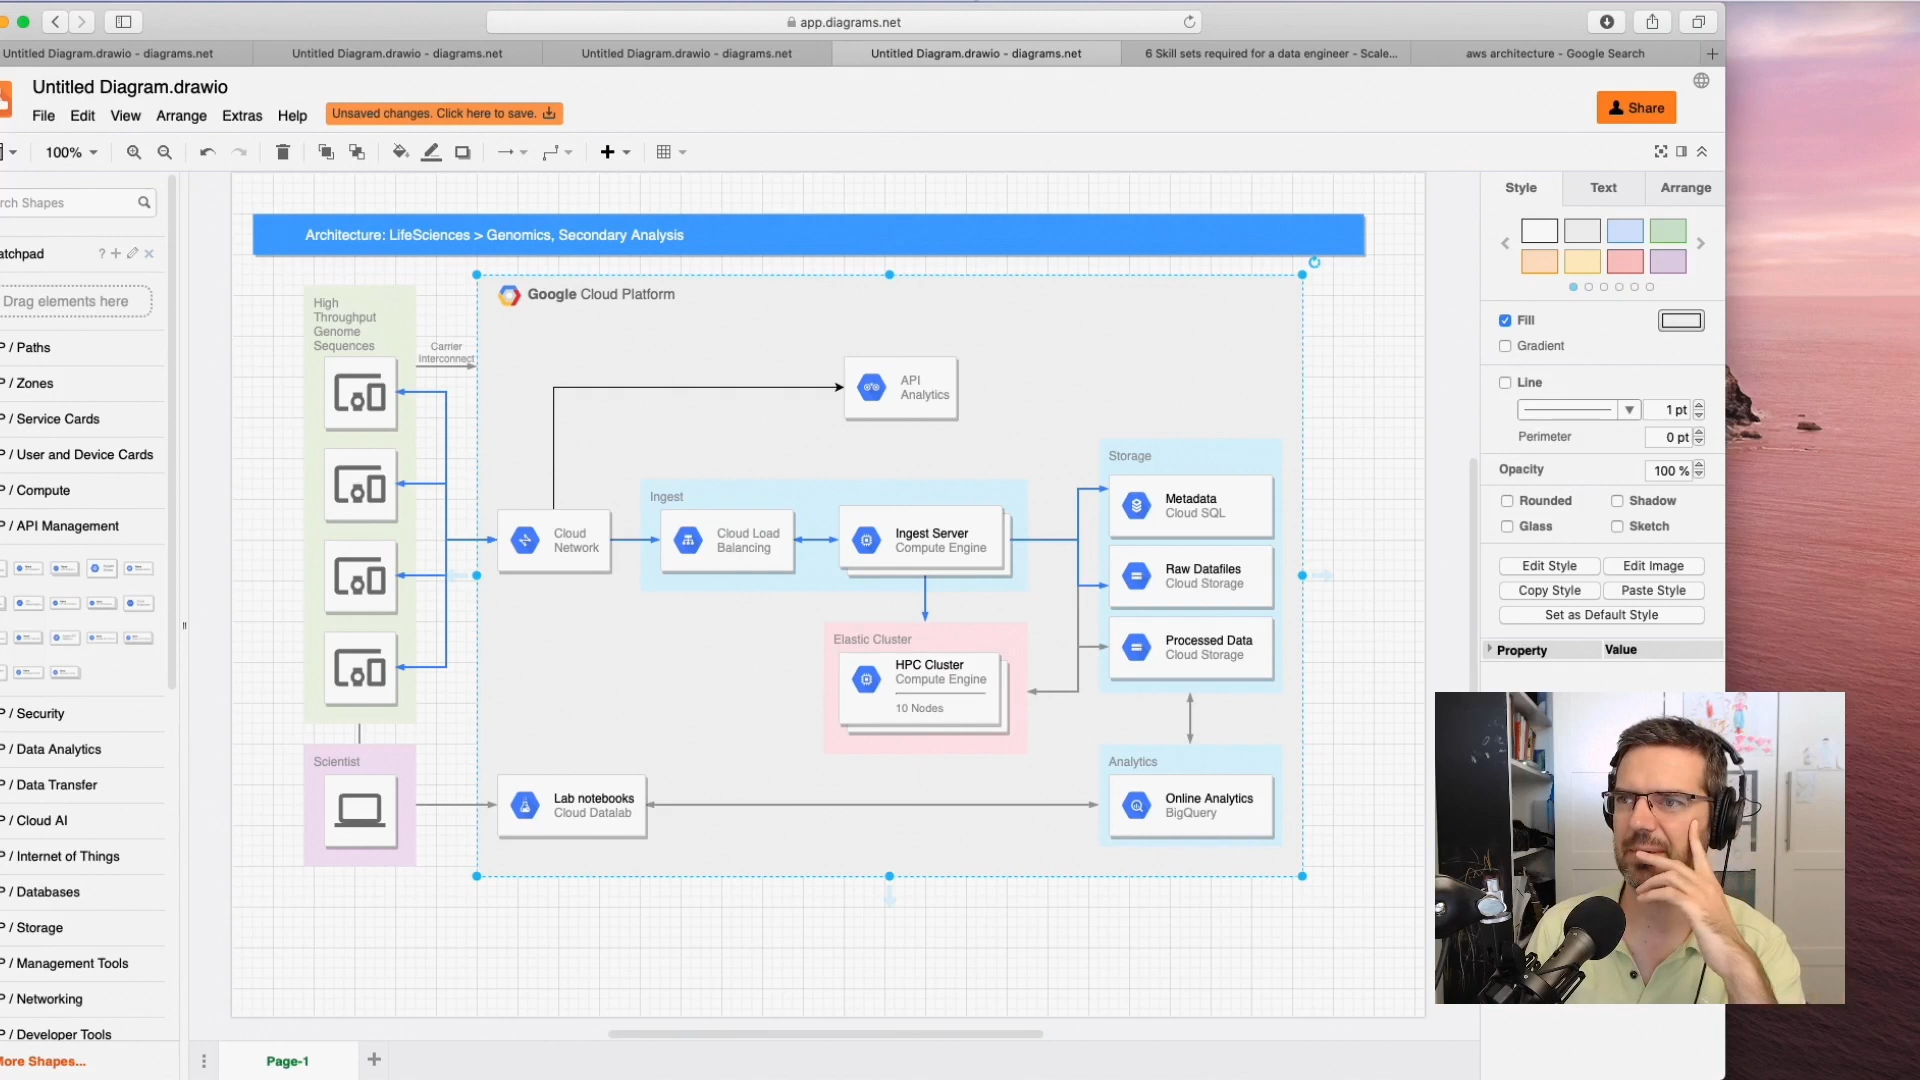 app.diagrams.net
Untitled Diagram.drawio - diagrams.net
Untitled Diagram.drawio - diagrams.net
Untitled Diagram.drawio - diagrams.net
Untitled Diagram.drawio - diagrams.net
6 Skill sets required for a data engineer - Scale...
aws architecture - Google Search
Untitled Diagram.drawio
File Edit View Arrange Extras Help
Unsaved changes. Click here to save.
Share
100%
rch Shapes
atchpad
?
Drag elements here
P / Paths
P / Zones
P / Service Cards
P / User and Device Cards
P / Compute
P / API Management
P / Security
P / Data Analytics
P / Data Transfer
P / Cloud AI
P / Internet of Things
P / Databases
P / Storage
P / Management Tools
P / Networking
P / Developer Tools
More Shapes...
Architecture: LifeSciences > Genomics, Secondary Analysis
High
Throughput
Genome
Sequences
Carrier
Interconnect
Google Cloud Platform
API
Analytics
Storage
Metadata
Cloud SQL
Raw Datafiles
Cloud Storage
Processed Data
Cloud Storage
Ingest
Cloud
Network
Cloud Load
Balancing
Ingest Server
Compute Engine
Elastic Cluster
HPC Cluster
Compute Engine
10 Nodes
Scientist
Lab notebooks
Cloud Datalab
Analytics
Online Analytics
BigQuery
Page-1
Style Text Arrange
Fill
Gradient
Line
1 pt
Perimeter
0 pt
Opacity
100 %
Rounded Shadow
Glass Sketch
Edit Style Edit Image
Copy Style Paste Style
Set as Default Style
Property Value